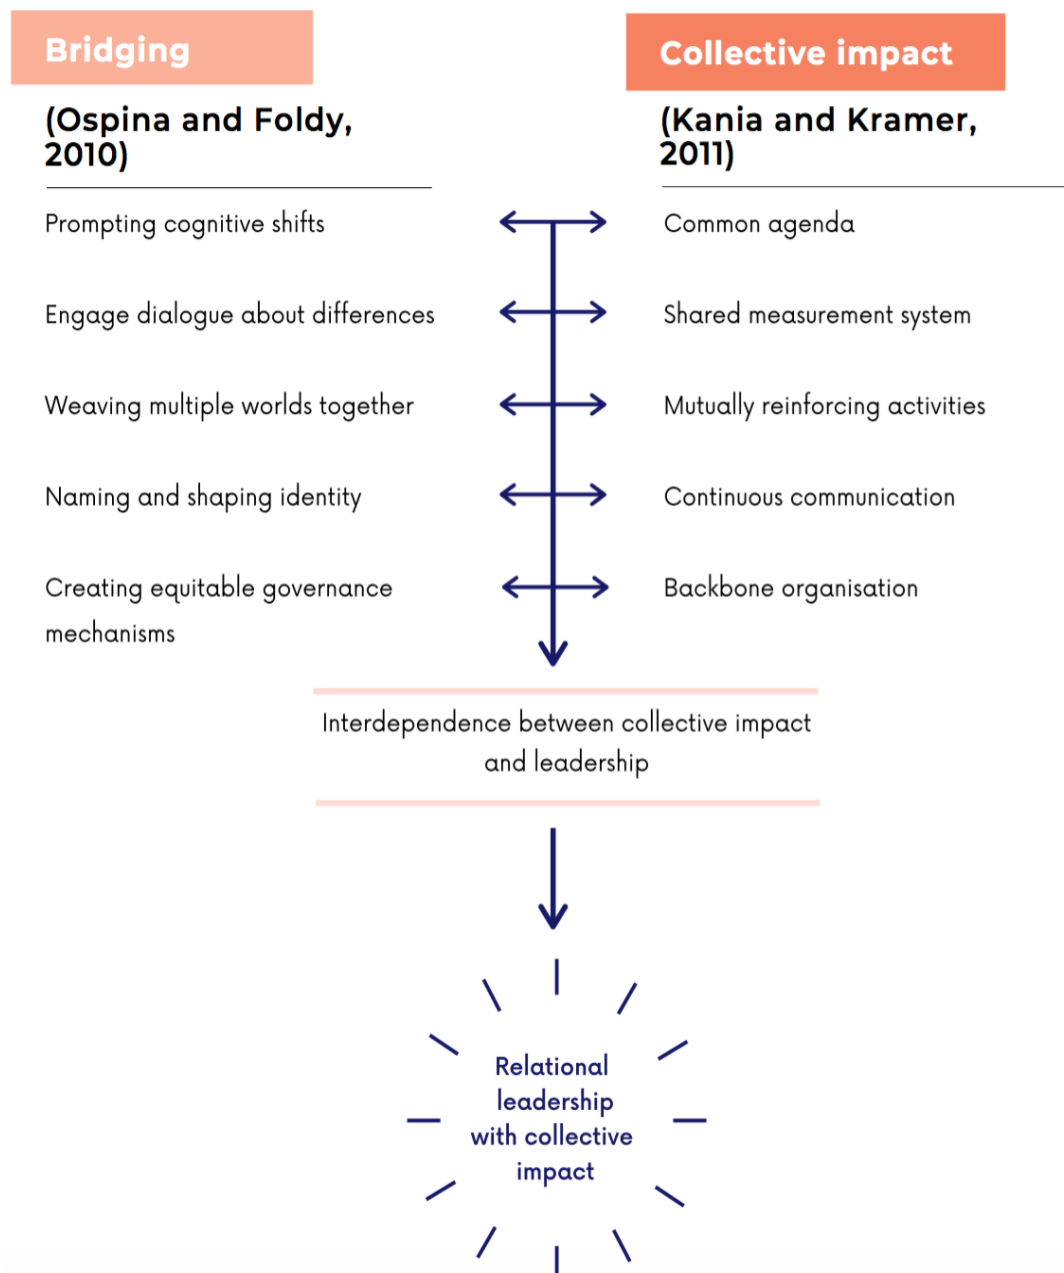 Bridging
(Ospina and Foldy,
2010)
Prompting cognitive shifts
Engage dialogue about differences
Weaving multiple worlds together
Naming and shaping identity
Creating equitable governance
mechanisms
Collective impact
(Kania and Kramer,
2011)
Common agenda
Shared measurement system
Mutually reinforcing activities
Continuous communication
Backbone organisation
Interdependence between collective impact
and leadership
Relational
leadership
with collective
impact